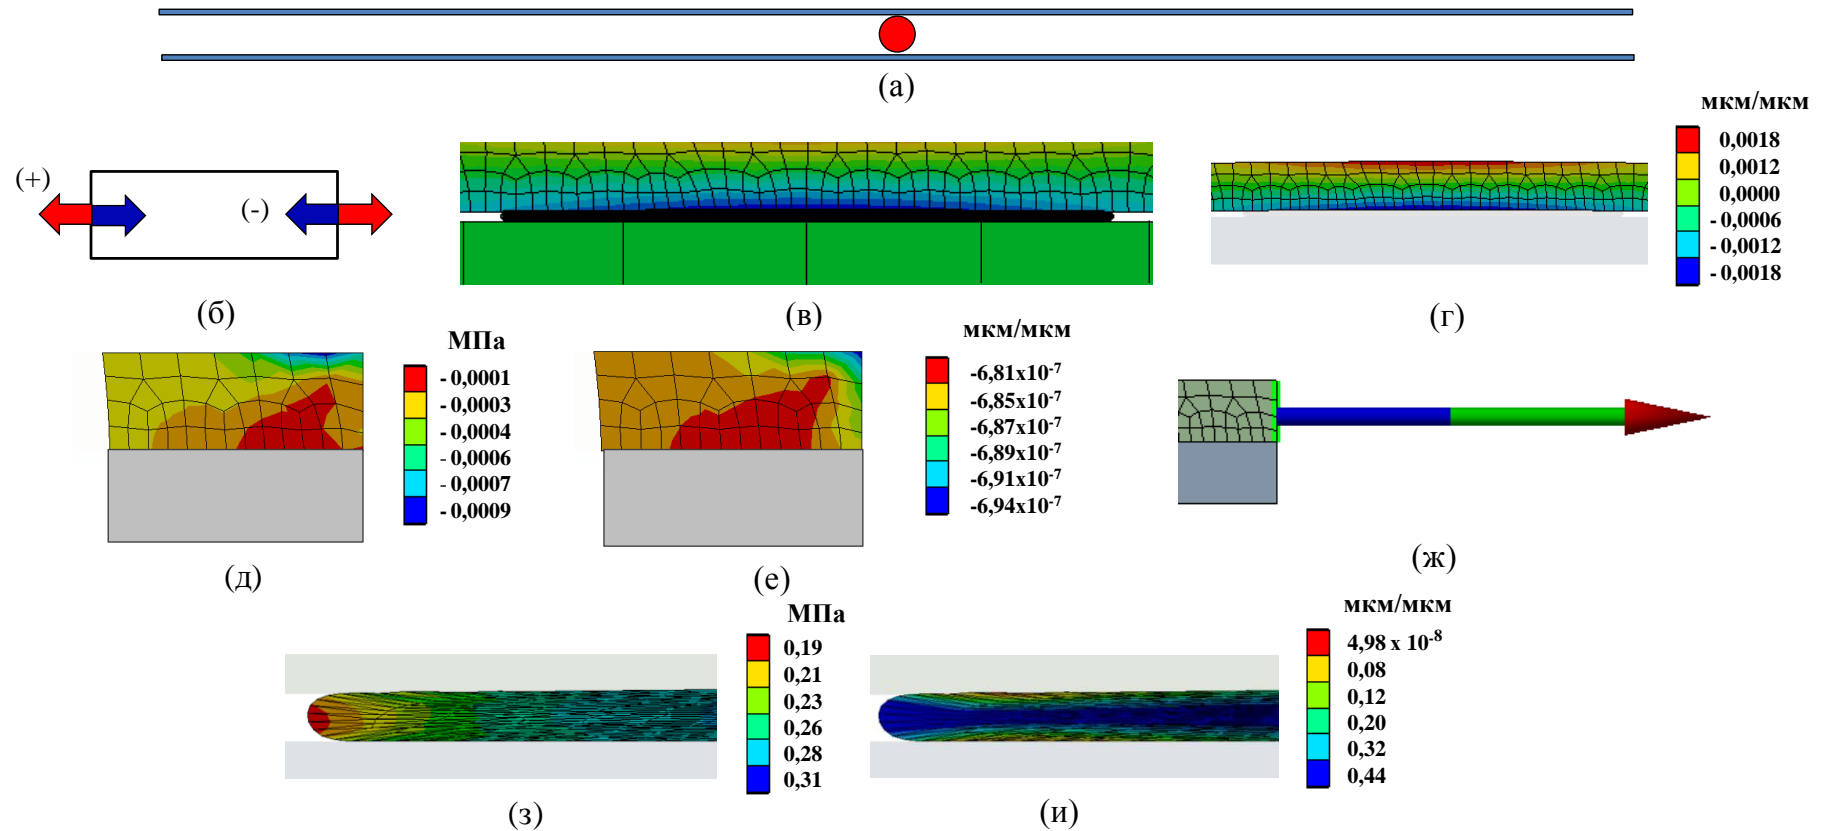 (а)
мкм/мкм
0,0018
0,0012
0,0000
- 0,0006
- 0,0012
- 0,0018
(+)
(-)
(б)
(в)
(г)
МПа
- 0,0001
- 0,0003
- 0,0004
- 0,0006
- 0,0007
- 0,0009
мкм/мкм
-6,81x10-7
-6,85x10-7
-6,87x10-7
-6,89x10-7
-6,91x10-7
-6,94x10-7
(д)
(е)
(ж)
МПа
0,19
0,21
0,23
0,26
0,28
0,31
мкм/мкм
4,98 x 10-8
0,08
0,12
0,20
0,32
0,44
(з)
(и)